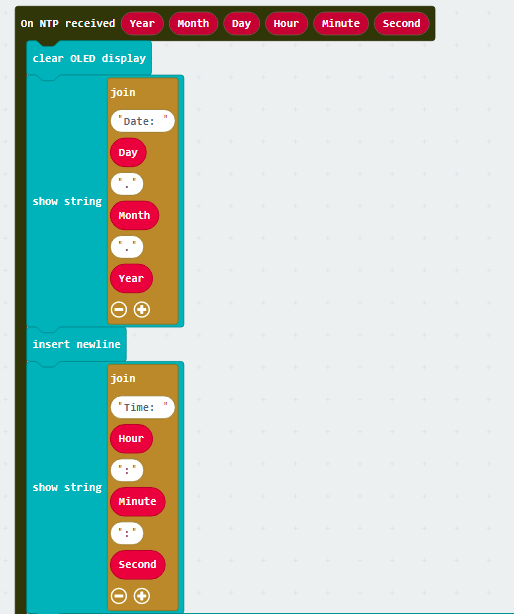 On NTP received Year Month Day Hour Minute Second
clear OLED display
join
"Date: "
Day
"."
show string
Month
"."
Year
insert newline
join
"Time: "
Hour
":"
show string
Minute
":"
Second